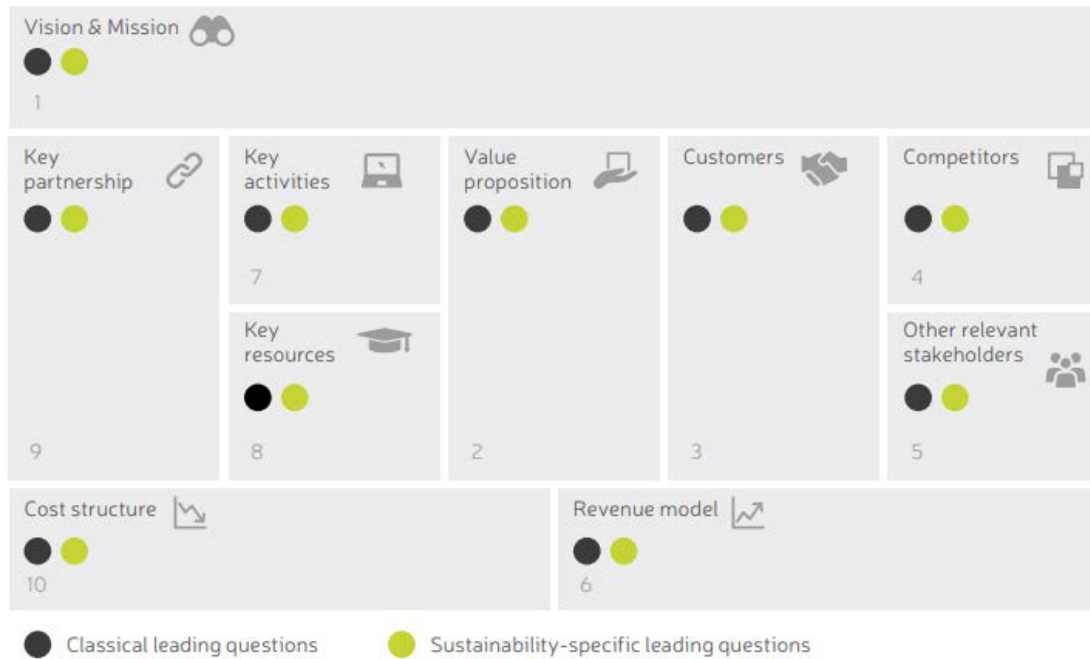 Vision & Mission
1
Key
partnership
9
Key
activities
7
Key
resources
8
Value
proposition
2
Customers
3
Competitors
4
Other relevant
stakeholders
5
Cost structure
10
Revenue model
6
Classical leading questions
Sustainability-specific leading questions